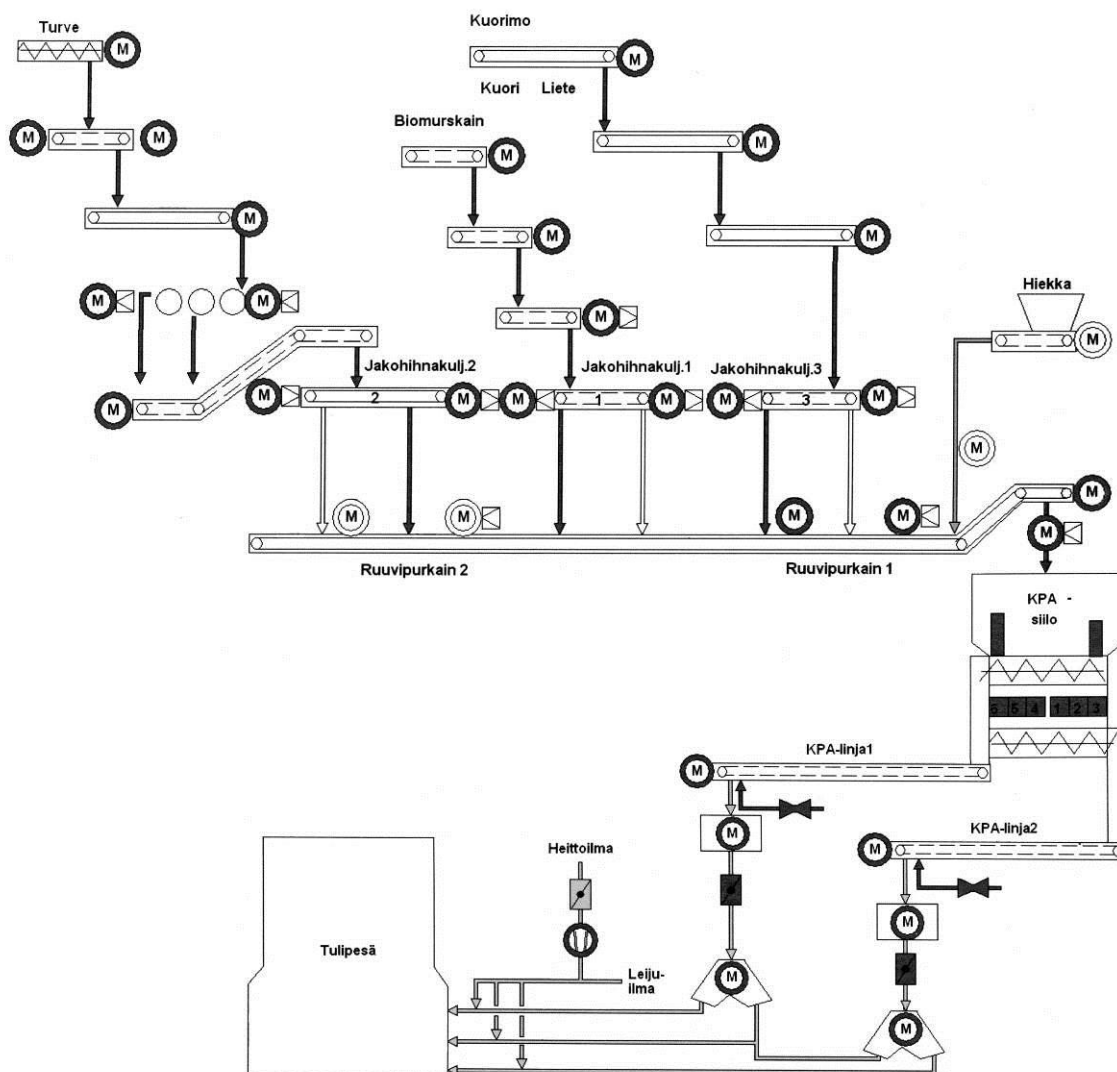 Turve
M
Kuorimo
M
Kuori Liete
M
M
Biomurskain
M
M
M
M
M
M
M
M
M
M
Hiekka
M
Jakohihnakulj.2
Jakohihnakulj.1
Jakohihnakulj.3
M
M
2
M
M
1
M
M
3
M
M
M
M
M
M
M
M
Ruuvipurkain 2
Ruuvipurkain 1
KPA -
siilo
6 5 4 1 2 3
KPA-linja1
M
M
KPA-linja2
M
Heittoilma
M
Tulipesä
Leiju-
ilma
M
M